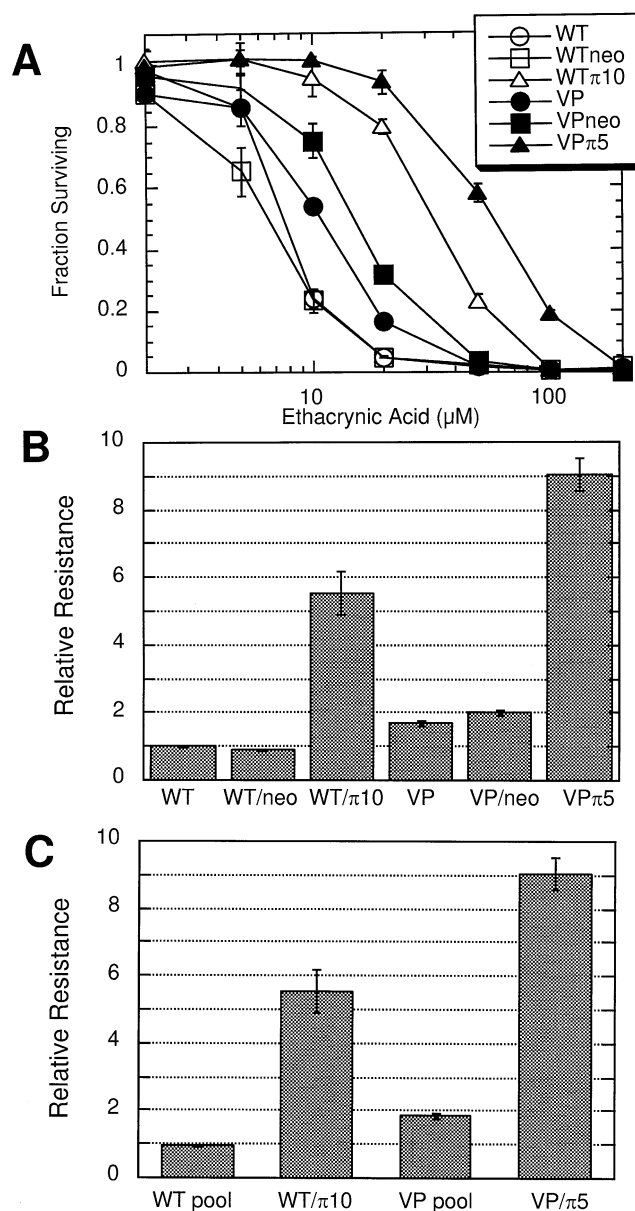 A
WT
WTneo
WTπ10
VP
VPneo
VPπ5
Fraction Surviving
1
0.8
0.6
0.4
0.2
0
10
100
Ethacrynic Acid (µM)
B
Relative Resistance
10
8
6
4
2
0
WT WT/neo WT/π10 VP VP/neo VPπ5
C
Relative Resistance
10
8
6
4
2
0
WT pool WT/π10 VP pool VP/π5